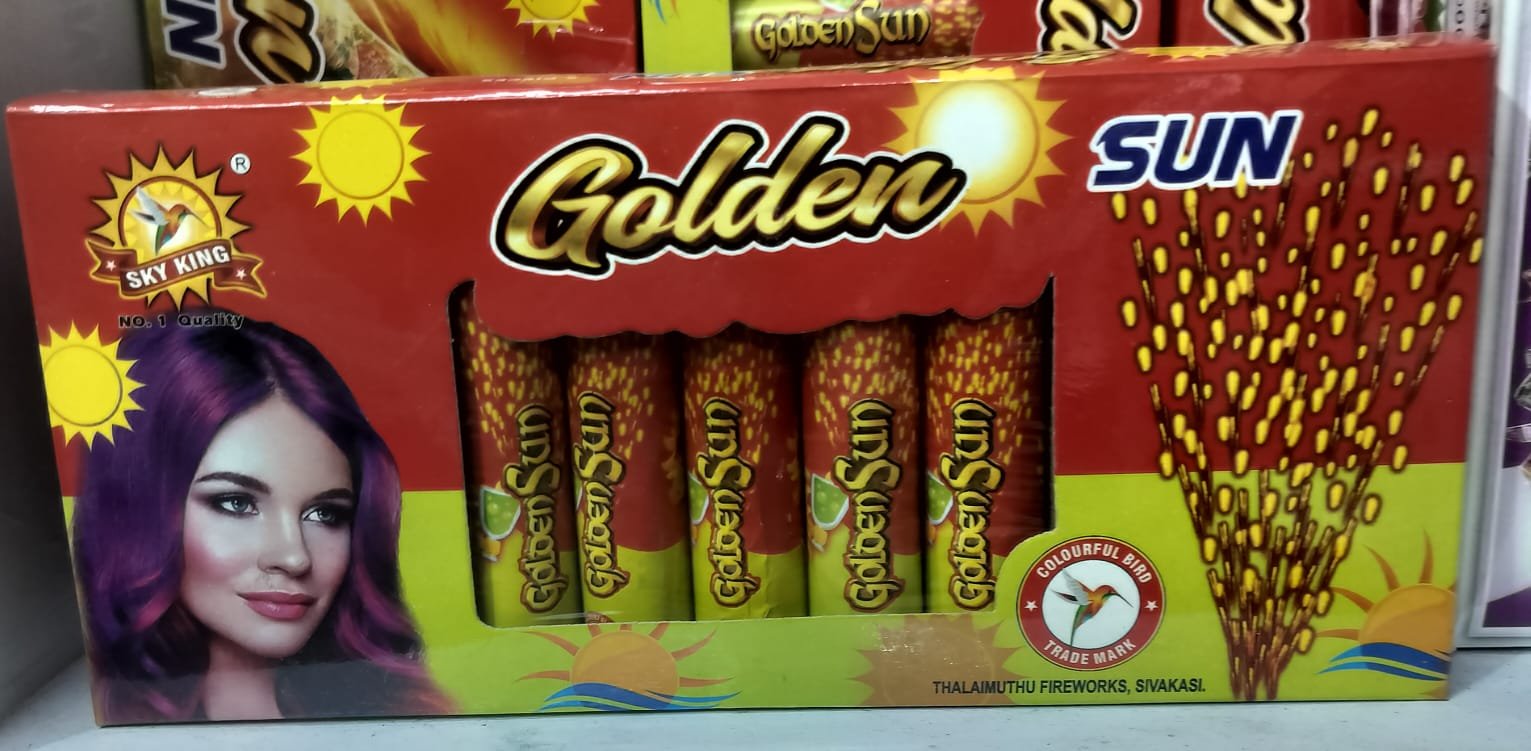 Golden Sun
Golden SUN
®
SKY KING
NO. 1 Quality
Golden Sun
Golden Sun
Golden Sun
Golden Sun
Golden Sun
COLOURFUL BIRD
TRADE MARK
THALAIMUTHU FIREWORKS, SIVAKASI.